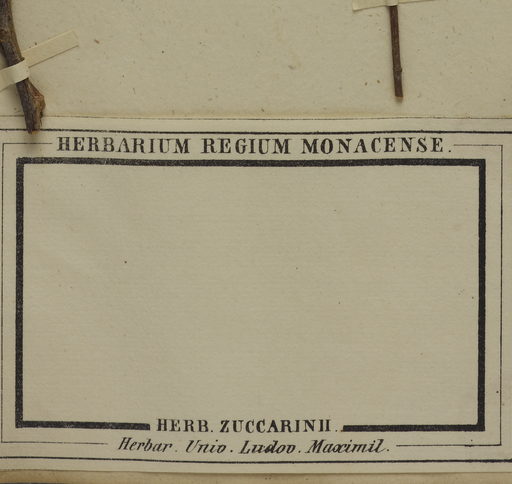 HERBARIUM REGIUM MONACENSE.
HERB. ZUCCARINII.
Herbar. Univ. Ludov. Maximil.